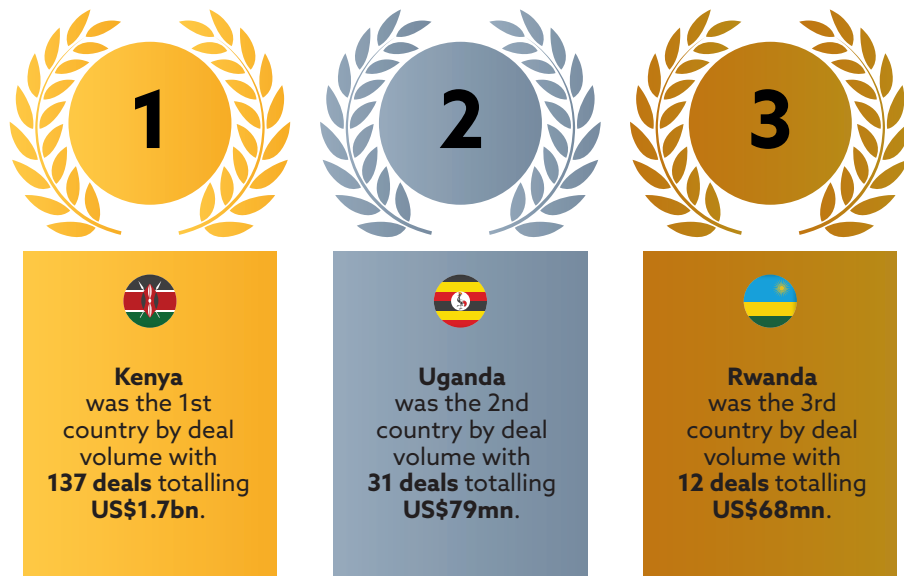 1
2
3
Kenya
was the 1st
country by deal
volume with
137 deals totalling
US$1.7bn.
Uganda
was the 2nd
country by deal
volume with
31 deals totalling
US$79mn.
Rwanda
was the 3rd
country by deal
volume with
12 deals totalling
US$68mn.